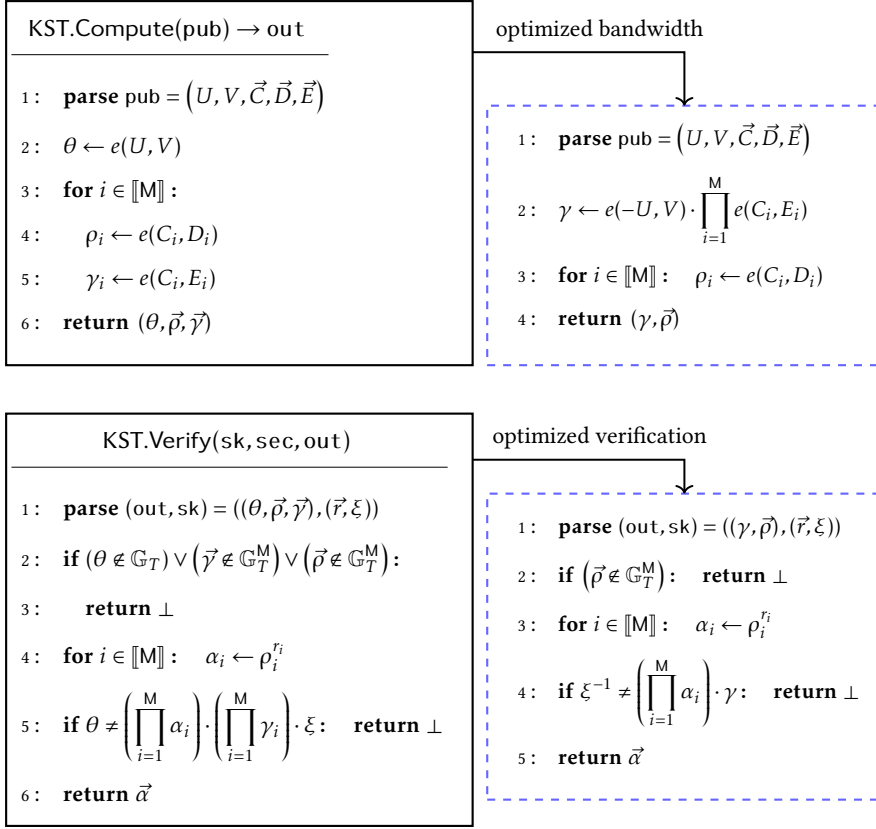 KST.Compute(pub) → out
1: parse pub = (U, V, C⃗, D⃗, E⃗)
2: θ ← e(U, V)
3: for i ∈ ⟦M⟧ :
4: ρ_i ← e(C_i, D_i)
5: γ_i ← e(C_i, E_i)
6: return (θ, ρ⃗, γ⃗)
optimized bandwidth
1: parse pub = (U, V, C⃗, D⃗, E⃗)
2: γ ← e(−U, V) · ∏_{i=1}^{M} e(C_i, E_i)
3: for i ∈ ⟦M⟧ : ρ_i ← e(C_i, D_i)
4: return (γ, ρ⃗)
KST.Verify(sk, sec, out)
1: parse (out, sk) = ((θ, ρ⃗, γ⃗), (r⃗, ξ))
2: if (θ ∉ 𝔾_T) ∨ (γ⃗ ∉ 𝔾_T^M) ∨ (ρ⃗ ∉ 𝔾_T^M) :
3: return ⊥
4: for i ∈ ⟦M⟧ : α_i ← ρ_i^{r_i}
5: if θ ≠ (∏_{i=1}^{M} α_i) · (∏_{i=1}^{M} γ_i) · ξ : return ⊥
6: return α⃗
optimized verification
1: parse (out, sk) = ((γ, ρ⃗), (r⃗, ξ))
2: if (ρ⃗ ∉ 𝔾_T^M) : return ⊥
3: for i ∈ ⟦M⟧ : α_i ← ρ_i^{r_i}
4: if ξ^{−1} ≠ (∏_{i=1}^{M} α_i) · γ : return ⊥
5: return α⃗